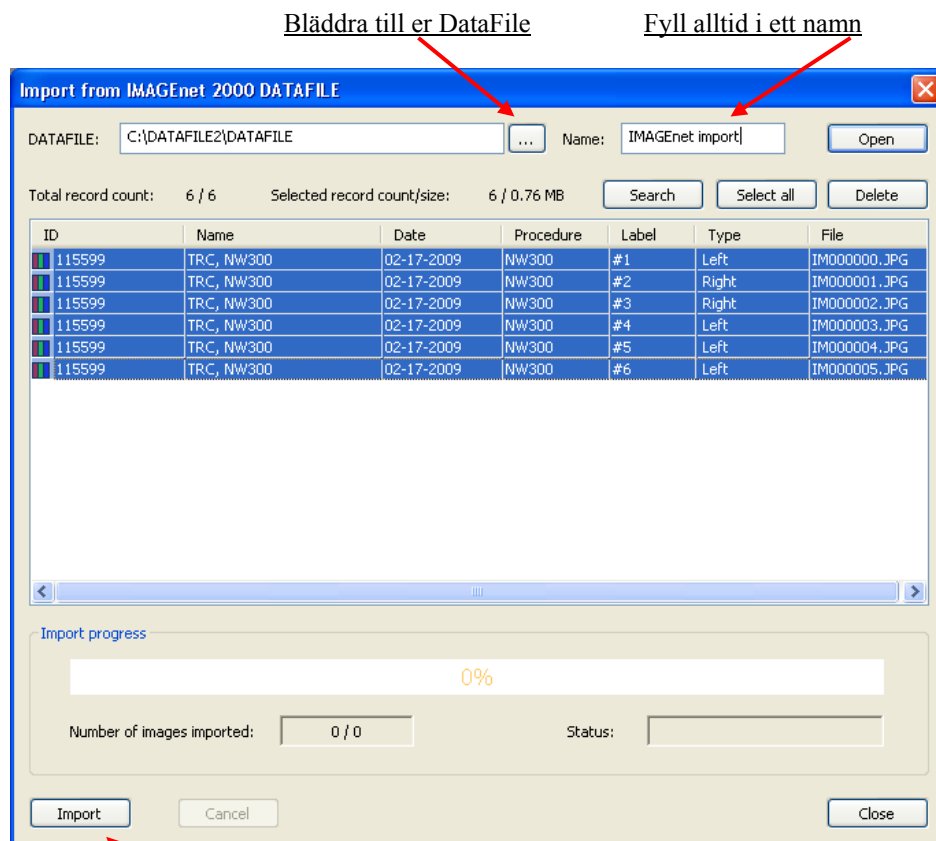 Bläddra till er DataFile Fyll alltid i ett namn
Import from IMAGEnet 2000 DATAFILE
DATAFILE: C:\DATAFILE2\DATAFILE ... Name: IMAGEnet import Open
Total record count: 6 / 6 Selected record count/size: 6 / 0.76 MB Search Select all Delete
ID Name Date Procedure Label Type File
115599 TRC, NW300 02-17-2009 NW300 #1 Left IM000000.JPG
115599 TRC, NW300 02-17-2009 NW300 #2 Right IM000001.JPG
115599 TRC, NW300 02-17-2009 NW300 #3 Right IM000002.JPG
115599 TRC, NW300 02-17-2009 NW300 #4 Left IM000003.JPG
115599 TRC, NW300 02-17-2009 NW300 #5 Left IM000004.JPG
115599 TRC, NW300 02-17-2009 NW300 #6 Left IM000005.JPG
Import progress
0%
Number of images imported: 0 / 0 Status:
Import Cancel Close